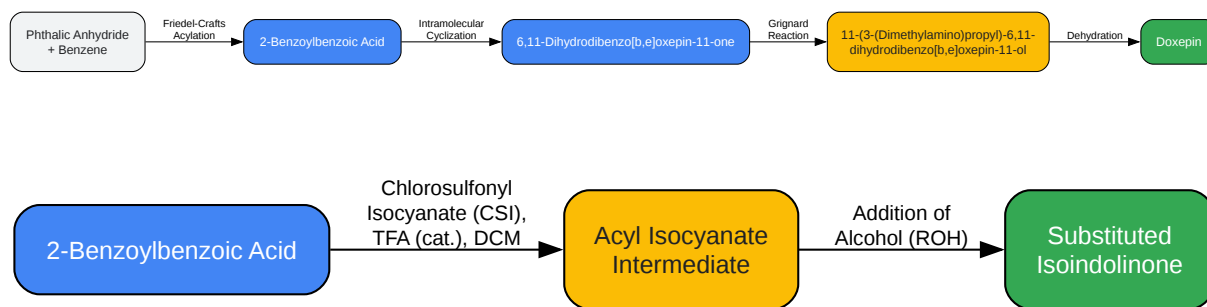 Phthalic Anhydride
+ Benzene
Friedel-Crafts
Acylation
2-Benzoylbenzoic Acid
Intramolecular
Cyclization
6,11-Dihydrodibenzo[b,e]oxepin-11-one
Grignard
Reaction
11-(3-(Dimethylamino)propyl)-6,11-
dihydrodibenzo[b,e]oxepin-11-ol
Dehydration
Doxepin
2-Benzoylbenzoic Acid
Chlorosulfonyl
Isocyanate (CSI),
TFA (cat.), DCM
Acyl Isocyanate
Intermediate
Addition of
Alcohol (ROH)
Substituted
Isoindolinone